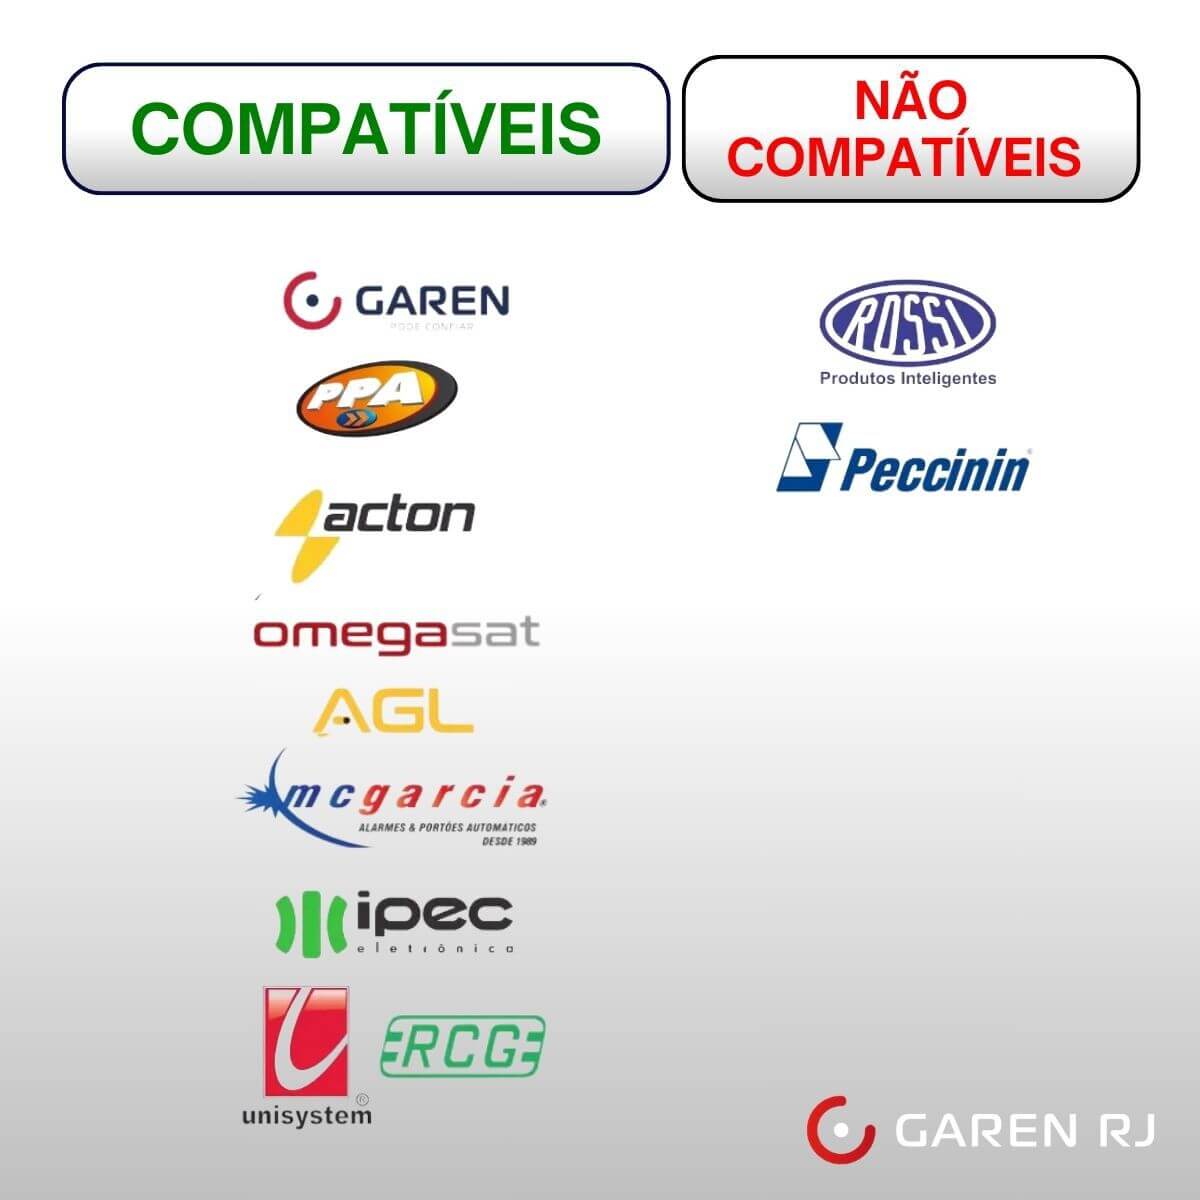 COMPATÍVEIS
NÃO
COMPATÍVEIS
GAREN
PODE CONFIAR
PPA
acton
omegasat
AGL
mcgarcia®
ALARMES & PORTÕES AUTOMÁTICOS
DESDE 1989
ipec
eletrônica
unisystem®
RCG
ROSSI
Produtos Inteligentes
Peccinin®
GAREN RJ